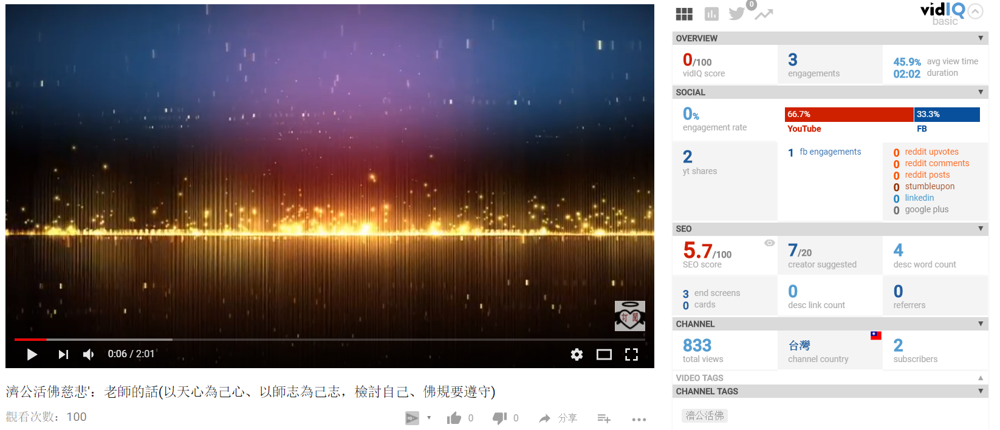 訂閱
0:06 / 2:01
濟公活佛慈悲'：老師的話(以天心為己心、以師志為己志，檢討自己、佛規要遵守)
觀看次數：100
0
0
分享
0
vidIQ
basic
OVERVIEW
0/100
vidIQ score
3
engagements
45.9% avg view time
02:02 duration
SOCIAL
0%
engagement rate
66.7% 33.3%
YouTube FB
2
yt shares
1 fb engagements
0 reddit upvotes
0 reddit comments
0 reddit posts
0 stumbleupon
0 linkedin
0 google plus
SEO
5.7/100
SEO score
7/20
creator suggested
4
desc word count
3 end screens
0 cards
0
desc link count
0
referrers
CHANNEL
833
total views
台灣
channel country
2
subscribers
VIDEO TAGS
CHANNEL TAGS
濟公活佛